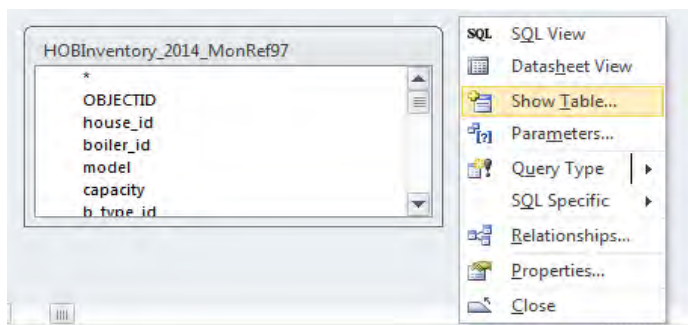 HOBInventory_2014_MonRef97
*
OBJECTID
house_id
boiler_id
model
capacity
b_type_id
SQL SQL View
Datasheet View
Show Table...
[?] Parameters...
Query Type
SQL Specific
Relationships...
Properties...
Close